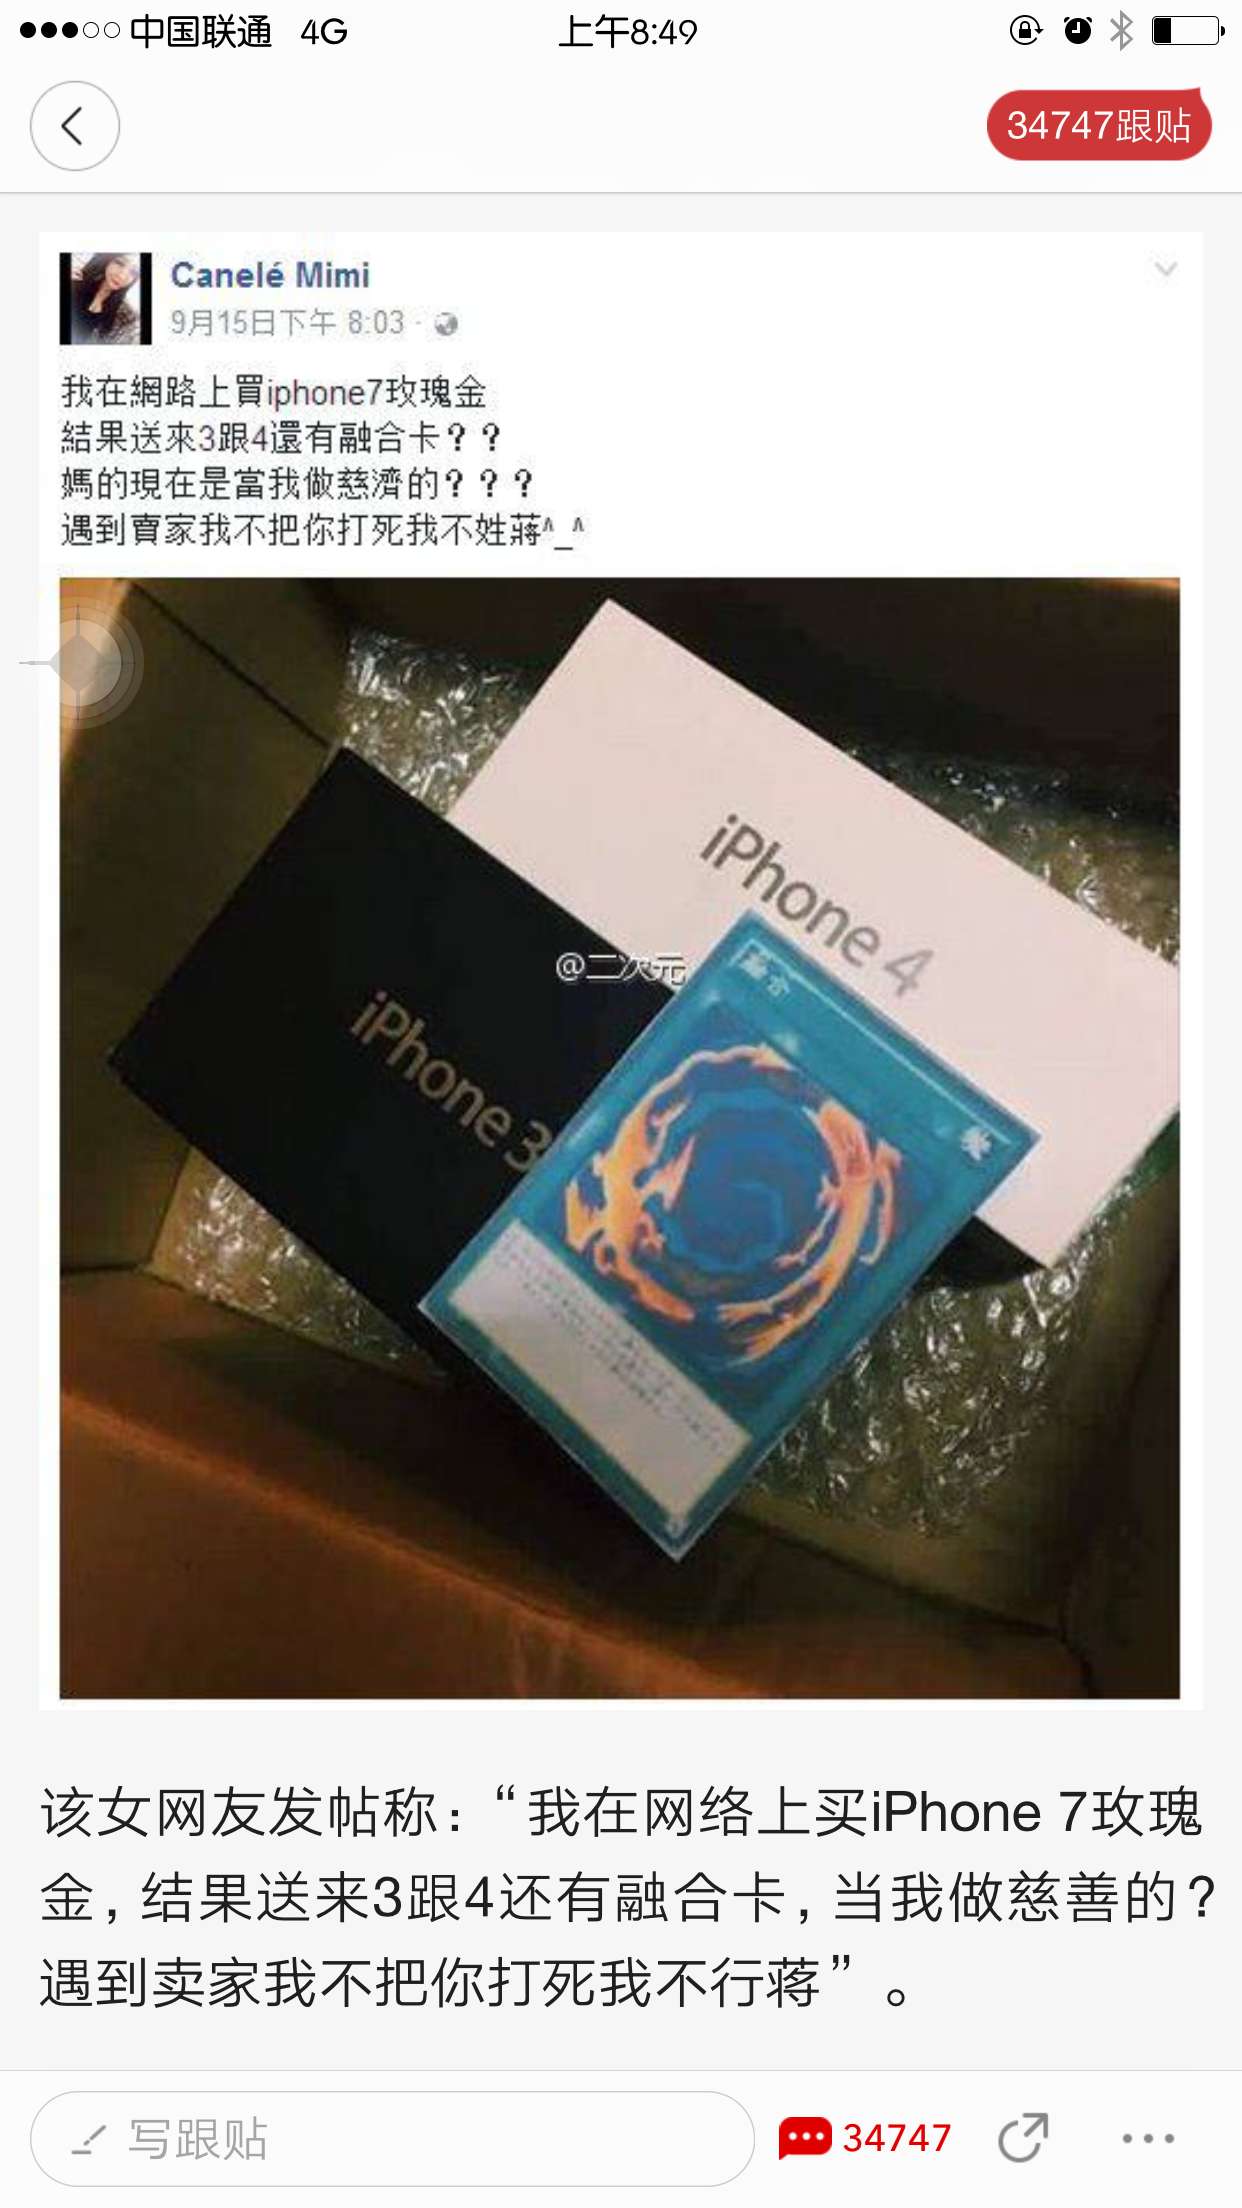 中国联通 4G 上午8:49
34747跟贴
Canelé Mimi
9月15日下午 8:03 ·
我在網路上買iphone7玫瑰金
結果送來3跟4還有融合卡？？
媽的現在是當我做慈濟的？？？
遇到賣家我不把你打死我不姓蔣^_^
iPhone 4
@二次元
融合
iPhone 3
该女网友发帖称：“我在网络上买iPhone 7玫瑰
金，结果送来3跟4还有融合卡，当我做慈善的？
遇到卖家我不把你打死我不行蒋”。
写跟贴
34747